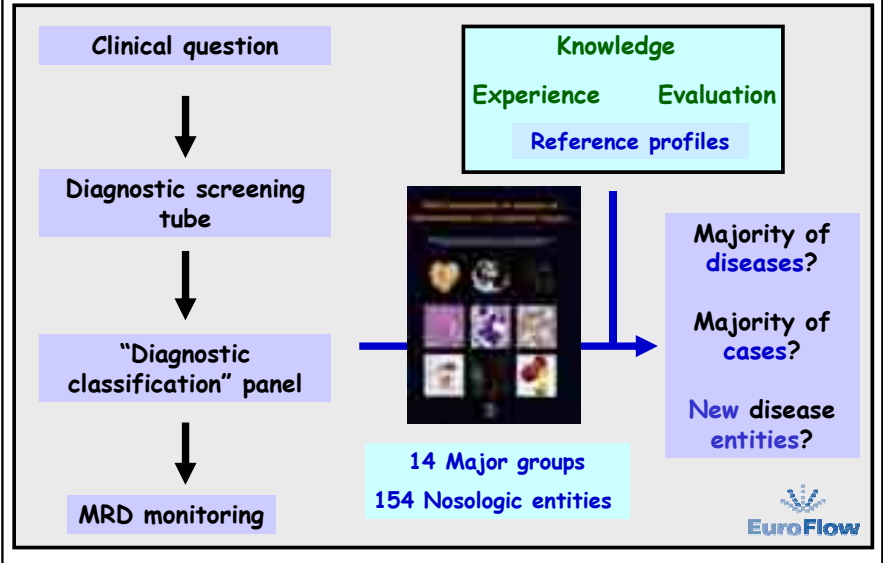 Clinical question
Diagnostic screening
tube
“Diagnostic
classification” panel
MRD monitoring
Knowledge
Experience Evaluation
Reference profiles
14 Major groups
154 Nosologic entities
Majority of
diseases?
Majority of
cases?
New disease
entities?
EuroFlow